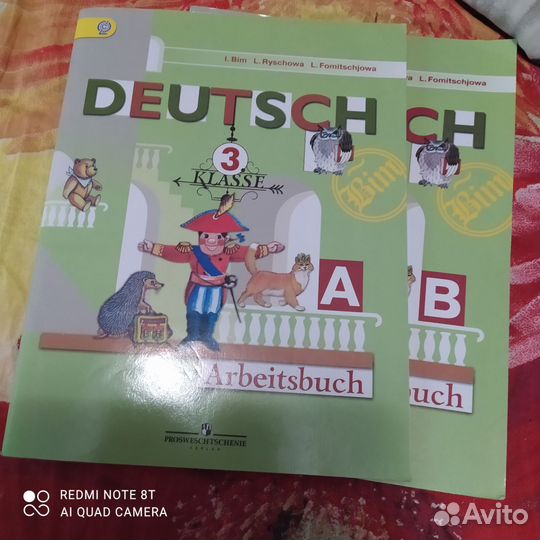 I. Bim L. Ryschowa L. Fomitschjowa
DEUTSCH
3
KLASSE
Bim
A
Arbeitsbuch
PROSWESCHTSCHENIE
VERLAG
L. Fomitschjowa
CH
Bim
B
buch
REDMI NOTE 8T
AI QUAD CAMERA
Avito